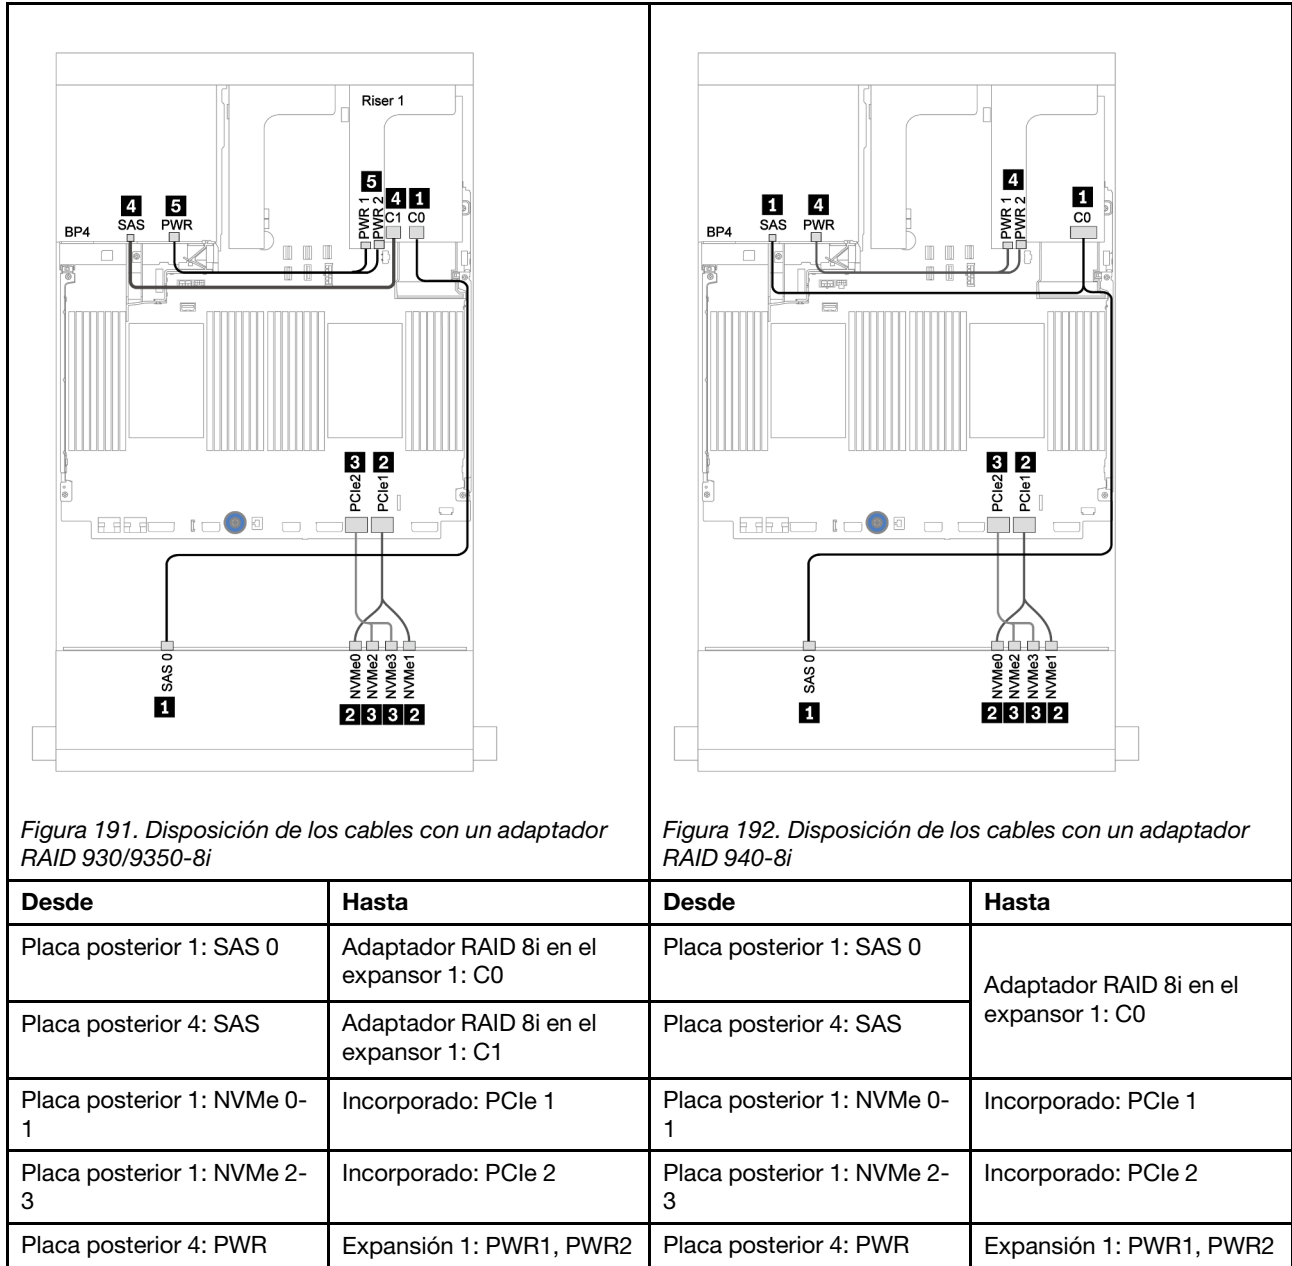 Riser 1
5
4
1
4
5
SAS
PWR
PWR 1
PWR 2
C1
C0
BP4
3
2
PCIe2
PCIe1
SAS 0
NVMe0
NVMe2
NVMe3
NVMe1
1
2
3
3
2
Figura 191. Disposición de los cables con un adaptador
RAID 930/9350-8i
4
1
1
4
SAS
PWR
PWR 1
PWR 2
C0
BP4
3
2
PCIe2
PCIe1
SAS 0
NVMe0
NVMe2
NVMe3
NVMe1
1
2
3
3
2
Figura 192. Disposición de los cables con un adaptador
RAID 940-8i
Desde
Hasta
Desde
Hasta
Placa posterior 1: SAS 0
Adaptador RAID 8i en el
expansor 1: C0
Placa posterior 1: SAS 0
Adaptador RAID 8i en el
expansor 1: C0
Placa posterior 4: SAS
Adaptador RAID 8i en el
expansor 1: C1
Placa posterior 4: SAS
Placa posterior 1: NVMe 0-
1
Incorporado: PCIe 1
Placa posterior 1: NVMe 0-
1
Incorporado: PCIe 1
Placa posterior 1: NVMe 2-
3
Incorporado: PCIe 2
Placa posterior 1: NVMe 2-
3
Incorporado: PCIe 2
Placa posterior 4: PWR
Expansión 1: PWR1, PWR2
Placa posterior 4: PWR
Expansión 1: PWR1, PWR2